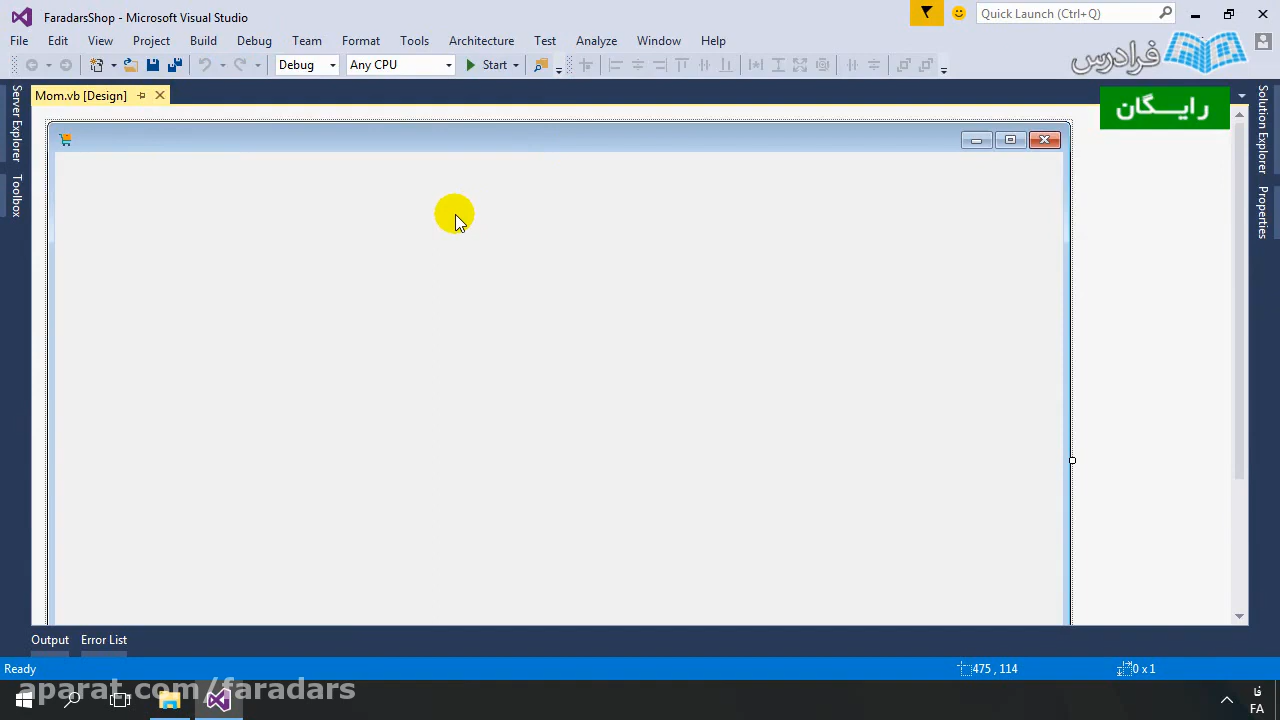 FaradarsShop - Microsoft Visual Studio
Quick Launch (Ctrl+Q)
File Edit View Project Build Debug Team Format Tools Architecture Test Analyze Window Help
Debug Any CPU Start
فرادرس
Mom.vb [Design]
رایگان
Server Explorer
Toolbox
Solution Explorer
Properties
Output Error List
Ready 475 , 114 0 x 1
aparat.com/faradars
فا
FA